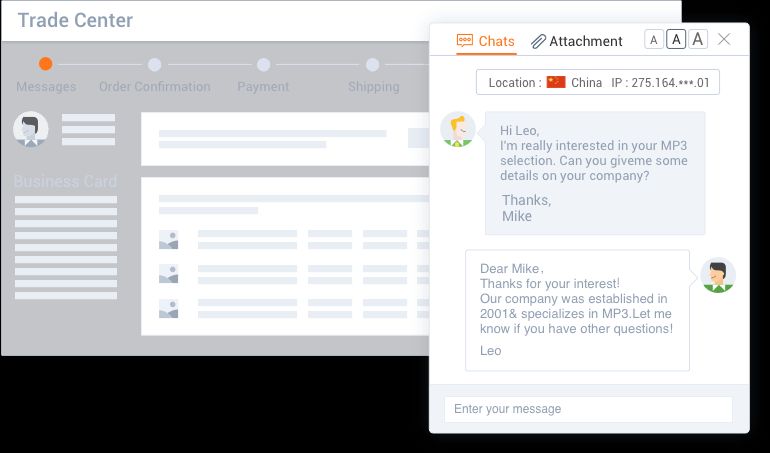 Trade Center
Messages
Order Confirmation
Payment
Shipping
Business Card
Chats
Attachment
A A A
Location : China IP : 275.164.***.01
Hi Leo,
I'm really interested in your MP3
selection. Can you giveme some
details on your company?
Thanks,
Mike
Dear Mike,
Thanks for your interest!
Our company was established in
2001& specializes in MP3.Let me
know if you have other questions!
Leo
Enter your message